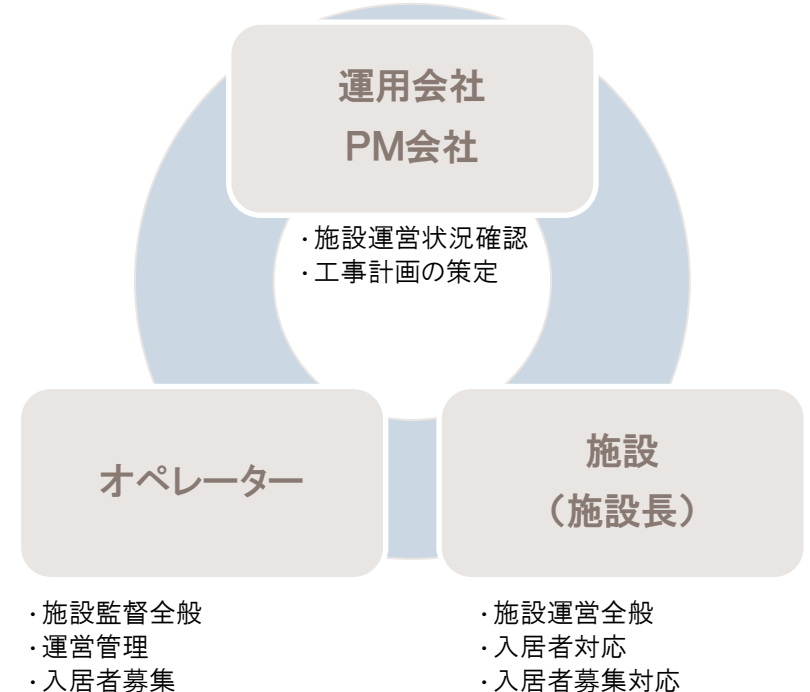 運用会社
PM会社
・施設運営状況確認
・工事計画の策定
オペレーター
施設
（施設長）
・施設監督全般
・運営管理
・入居者募集
・施設運営全般
・入居者対応
・入居者募集対応